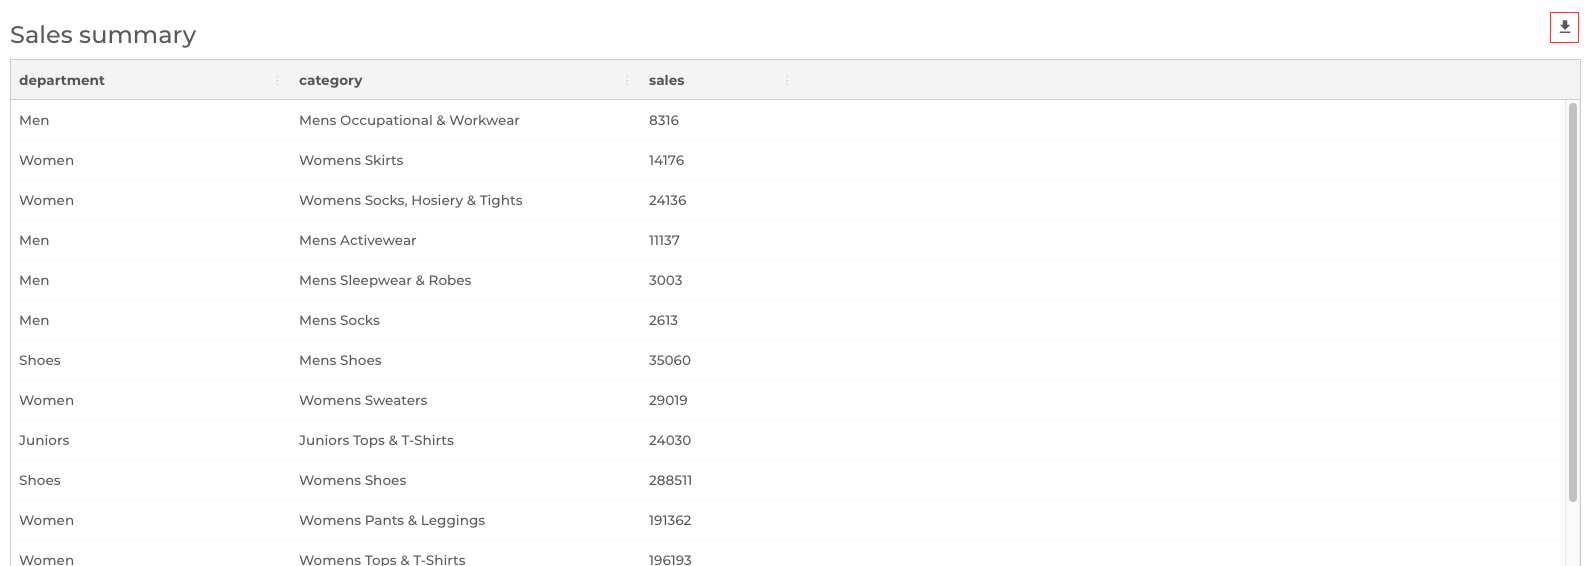 Sales summary
department category sales
Men Mens Occupational & Workwear 8316
Women Womens Skirts 14176
Women Womens Socks, Hosiery & Tights 24136
Men Mens Activewear 11137
Men Mens Sleepwear & Robes 3003
Men Mens Socks 2613
Shoes Mens Shoes 35060
Women Womens Sweaters 29019
Juniors Juniors Tops & T-Shirts 24030
Shoes Womens Shoes 288511
Women Womens Pants & Leggings 191362
Women Womens Tops & T-Shirts 196193